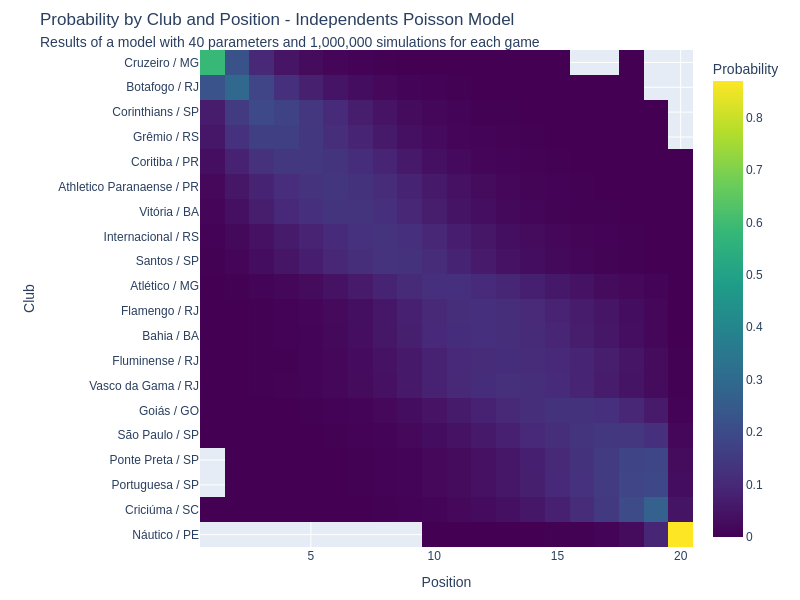 Probability by Club and Position - Independents Poisson Model
Results of a model with 40 parameters and 1,000,000 simulations for each game
Probability
Club
Cruzeiro / MG
Botafogo / RJ
Corinthians / SP
Grêmio / RS
Coritiba / PR
Athletico Paranaense / PR
Vitória / BA
Internacional / RS
Santos / SP
Atlético / MG
Flamengo / RJ
Bahia / BA
Fluminense / RJ
Vasco da Gama / RJ
Goiás / GO
São Paulo / SP
Ponte Preta / SP
Portuguesa / SP
Criciúma / SC
Náutico / PE
0.8
0.7
0.6
0.5
0.4
0.3
0.2
0.1
0
5 10 15 20
Position